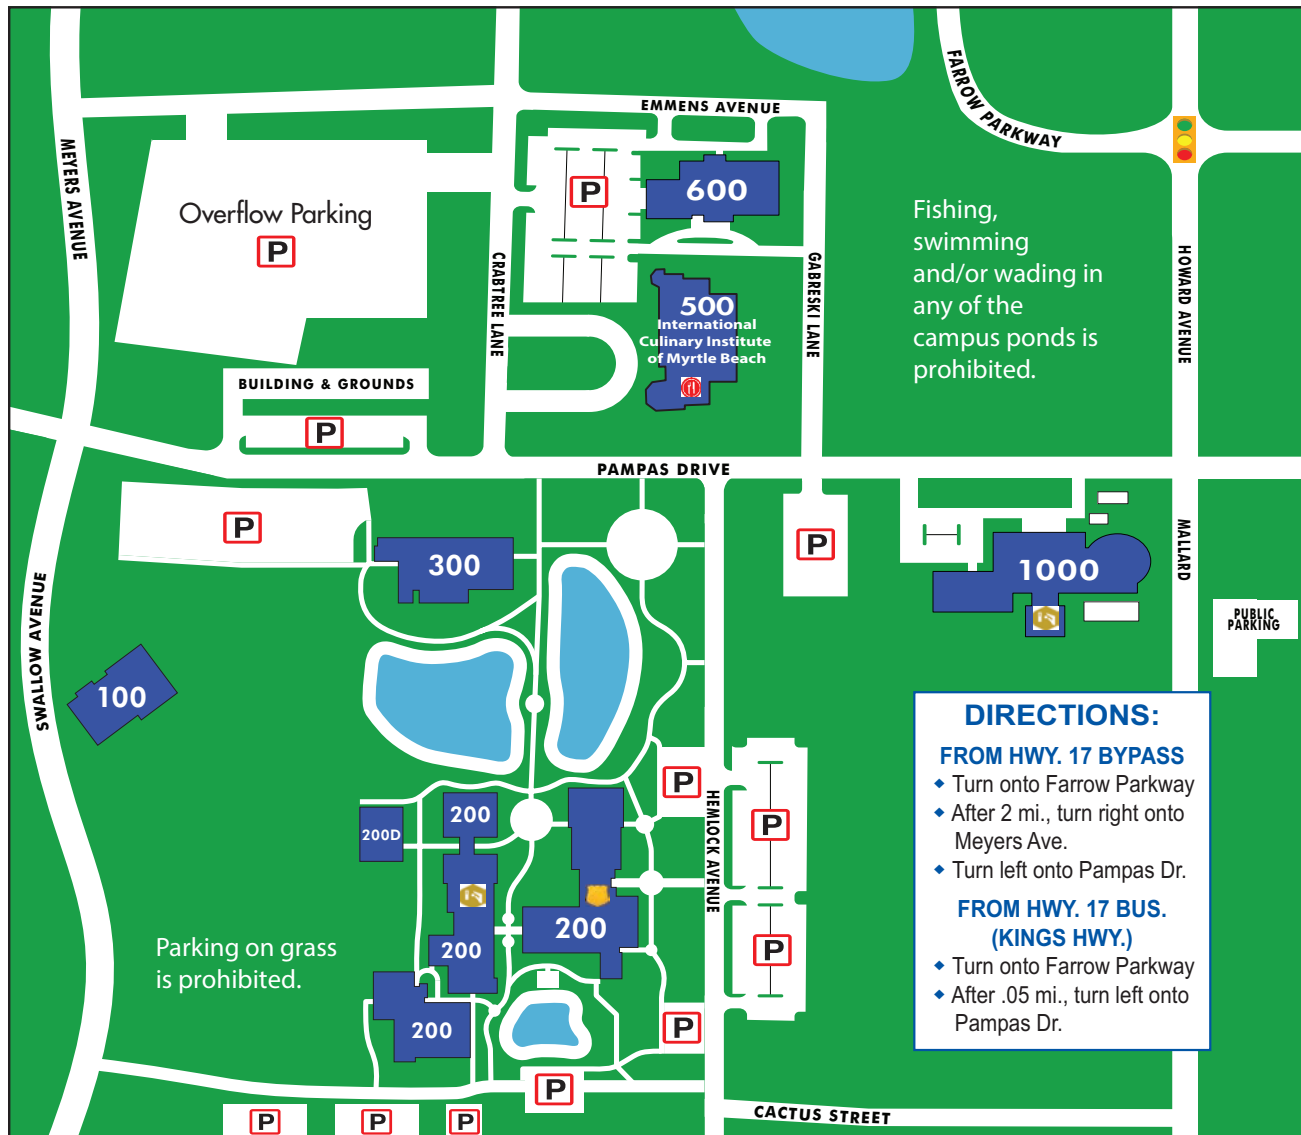 EMMENS AVENUE
FARROW PARKWAY
MEYERS AVENUE
Overflow Parking
P
P
600
Fishing,
swimming
and/or wading in
any of the
campus ponds is
prohibited.
CRABTREE LANE
GABRESKI LANE
HOWARD AVENUE
500
International
Culinary Institute
of Myrtle Beach
BUILDING & GROUNDS
P
PAMPAS DRIVE
P
300
P
1000
MALLARD
PUBLIC
PARKING
SWALLOW AVENUE
100
DIRECTIONS:
FROM HWY. 17 BYPASS
◆ Turn onto Farrow Parkway
◆ After 2 mi., turn right onto
Meyers Ave.
◆ Turn left onto Pampas Dr.
FROM HWY. 17 BUS.
(KINGS HWY.)
◆ Turn onto Farrow Parkway
◆ After .05 mi., turn left onto
Pampas Dr.
P
HEMLOCK AVENUE
P
200
200D
200
200
P
Parking on grass
is prohibited.
200
P
P
P
P
P
CACTUS STREET